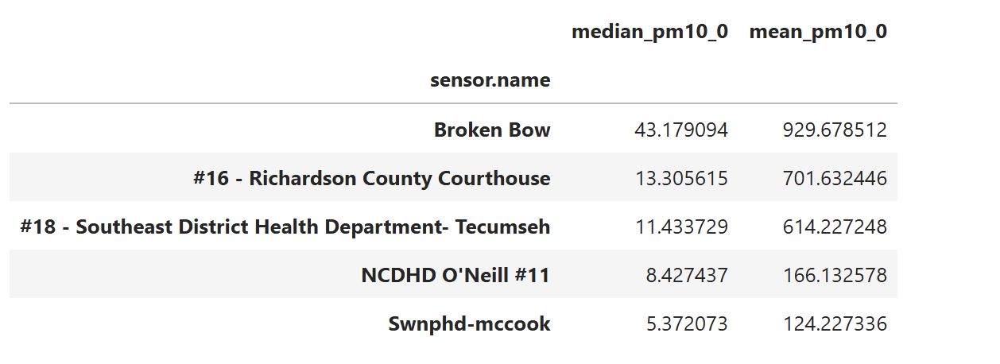 median_pm10_0 mean_pm10_0
sensor.name
Broken Bow 43.179094 929.678512
#16 - Richardson County Courthouse 13.305615 701.632446
#18 - Southeast District Health Department- Tecumseh 11.433729 614.227248
NCDHD O'Neill #11 8.427437 166.132578
Swnphd-mccook 5.372073 124.227336